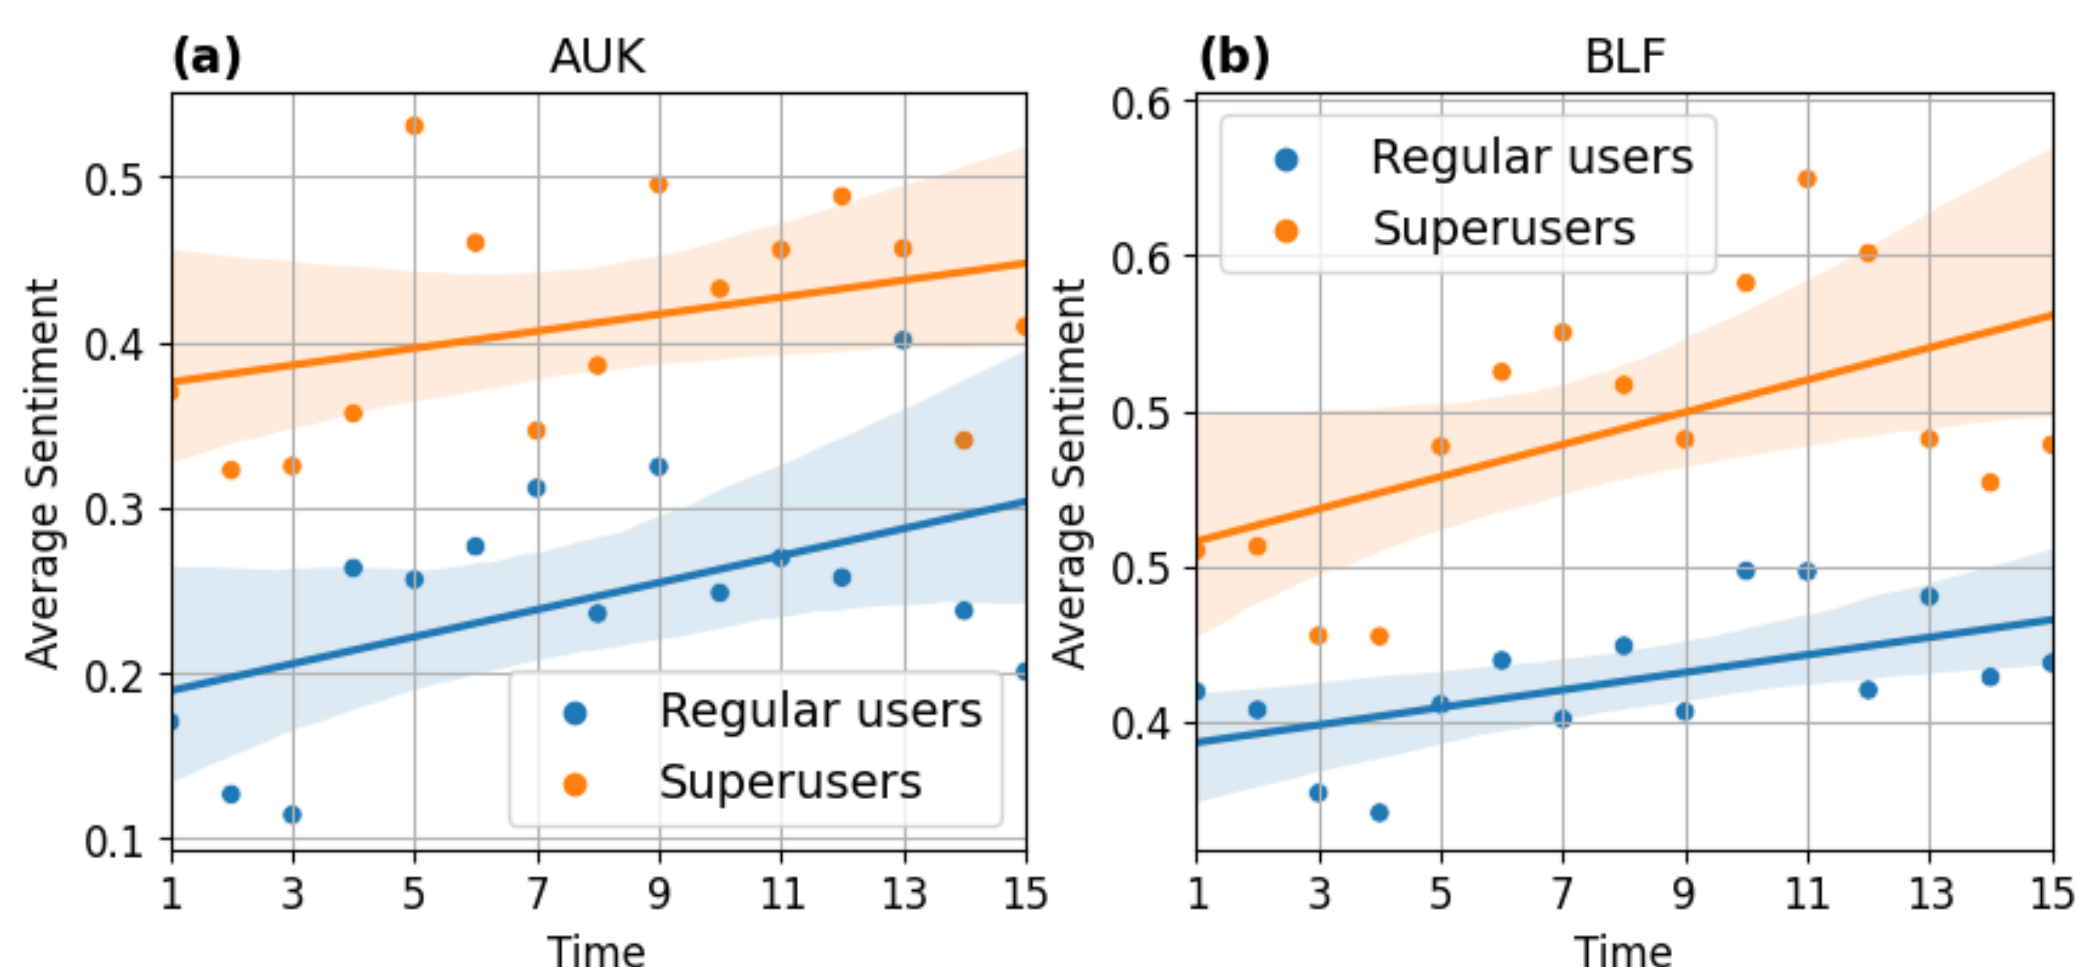 (a) AUK
0.5
0.4
0.3
0.2
0.1
Average Sentiment
Regular users
Superusers
1 3 5 7 9 11 13 15
Time
(b) BLF
0.6
0.6
0.5
0.5
0.4
Average Sentiment
Regular users
Superusers
1 3 5 7 9 11 13 15
Time